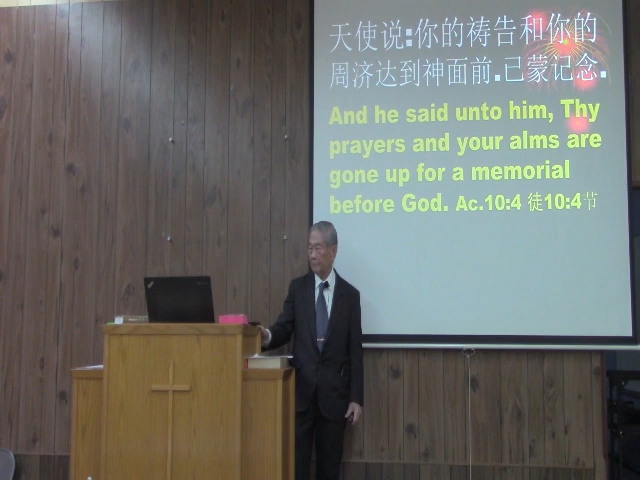 天使说:你的祷告和你的
周济达到神面前.已蒙记念.
And he said unto him, Thy
prayers and your alms are
gone up for a memorial
before God. Ac.10:4 徒10:4节